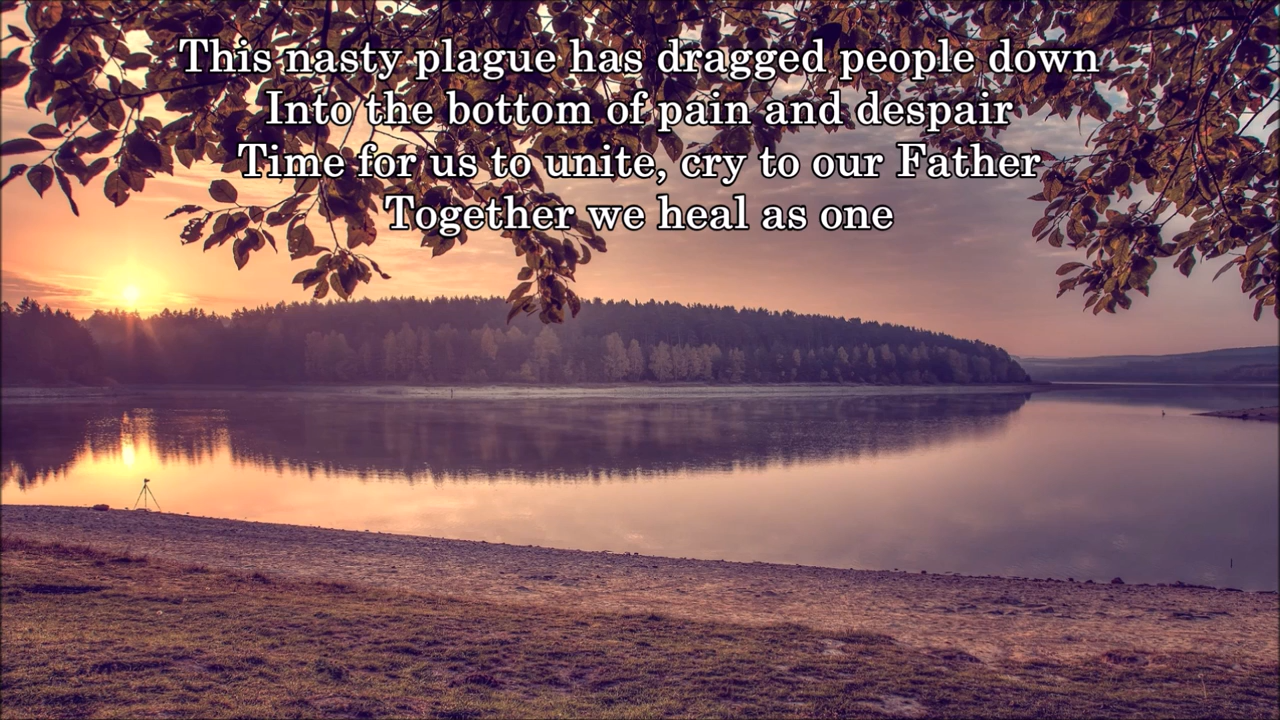 This nasty plague has dragged people down
Into the bottom of pain and despair
Time for us to unite, cry to our Father
Together we heal as one